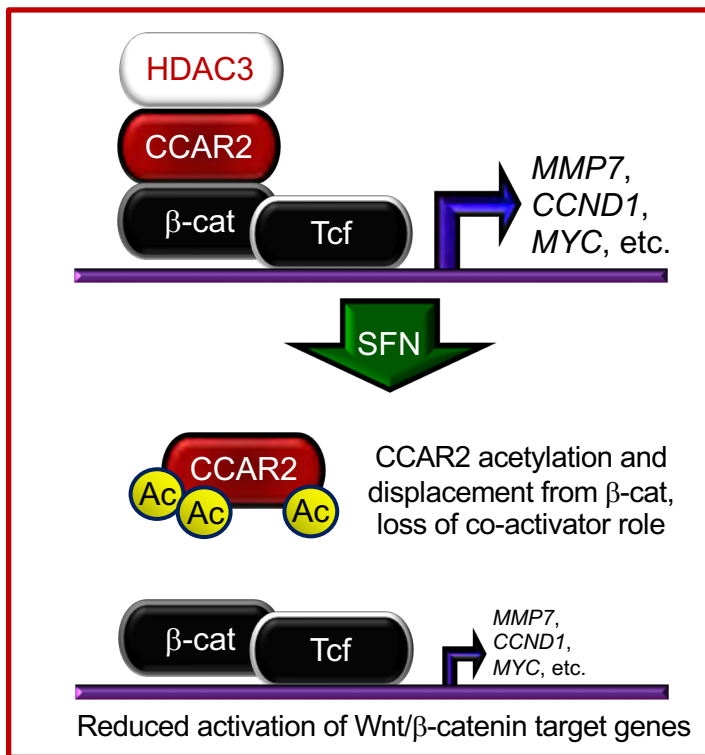 HDAC3
CCAR2
β-cat
Tcf
MMP7,
CCND1,
MYC, etc.
SFN
CCAR2
Ac
Ac
Ac
CCAR2 acetylation and
displacement from β-cat,
loss of co-activator role
β-cat
Tcf
MMP7,
CCND1,
MYC, etc.
Reduced activation of Wnt/β-catenin target genes